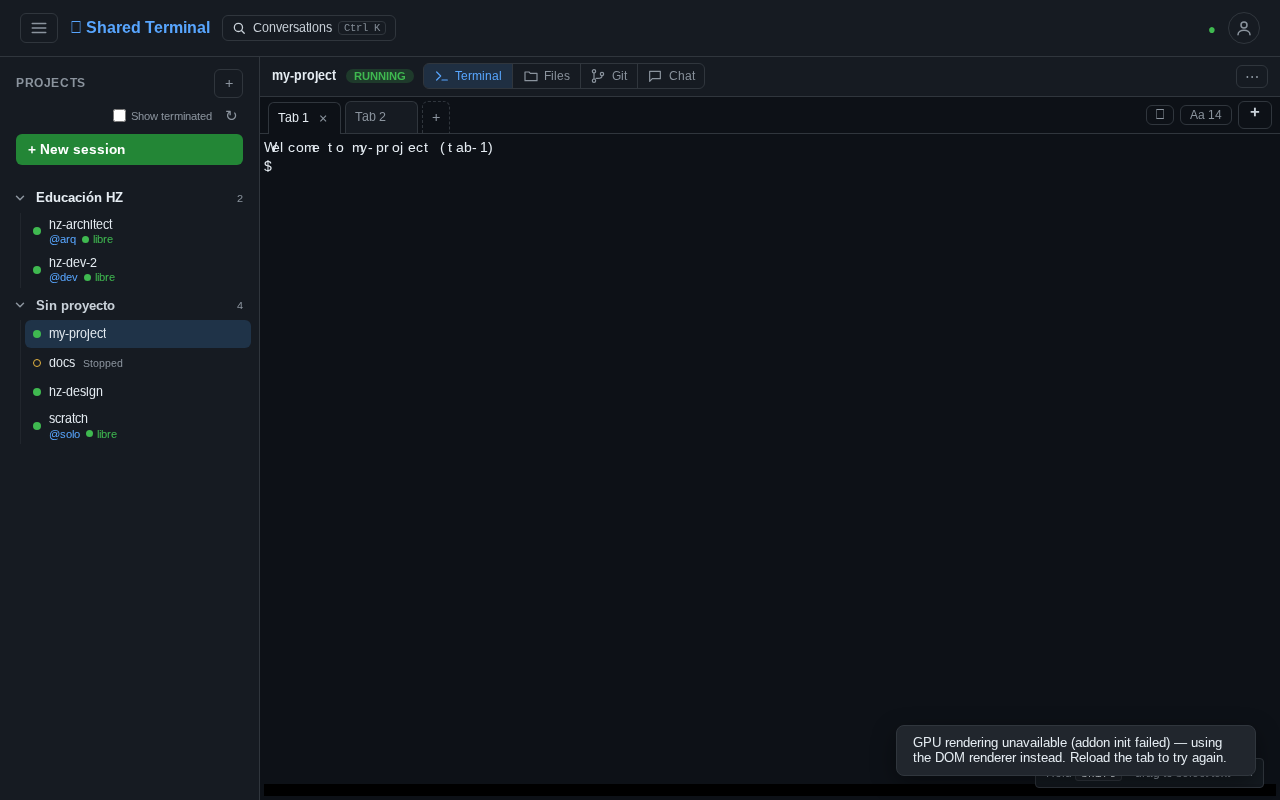 Shared Terminal
Conversations Ctrl K
PROJECTS
+
Show terminated
+ New session
Educación HZ 2
hz-architect
@arq libre
hz-dev-2
@dev libre
Sin proyecto 4
my-project
docs Stopped
hz-design
scratch
@solo libre
my-project RUNNING Terminal Files Git Chat
Tab 1 × Tab 2 + Aa 14 +
Welcome to my-project (tab-1)
$
GPU rendering unavailable (addon init failed) — using
the DOM renderer instead. Reload the tab to try again.